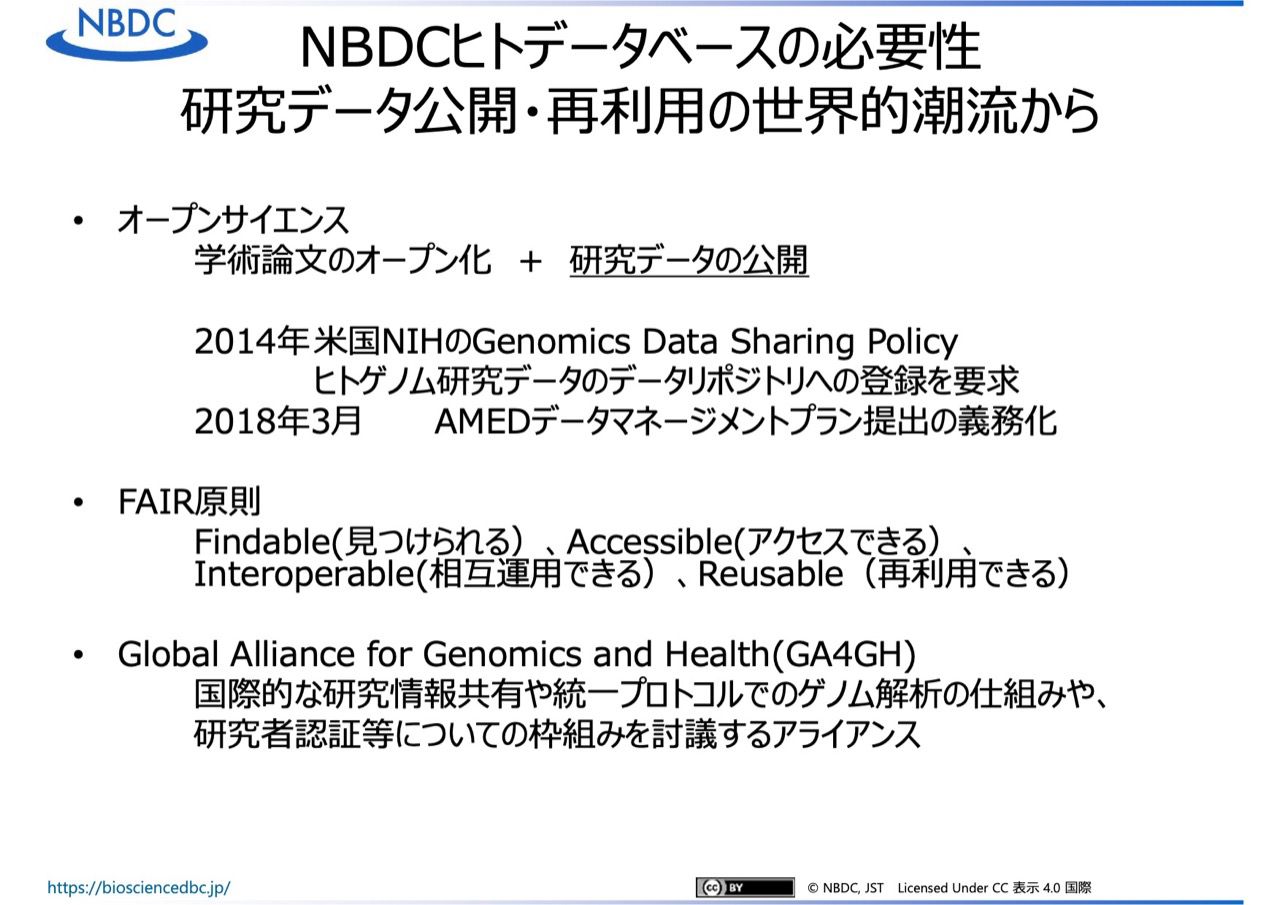 NBDC
NBDCヒトデータベースの必要性
研究データ公開・再利用の世界的潮流から
• オープンサイエンス
学術論文のオープン化 + 研究データの公開
2014年米国NIHのGenomics Data Sharing Policy
ヒトゲノム研究データのデータリポジトリへの登録を要求
2018年3月 AMEDデータマネージメントプラン提出の義務化
• FAIR原則
Findable(見つけられる）、Accessible(アクセスできる）、
Interoperable(相互運用できる）、Reusable（再利用できる）
• Global Alliance for Genomics and Health(GA4GH)
国際的な研究情報共有や統一プロトコルでのゲノム解析の仕組みや、
研究者認証等についての枠組みを討議するアライアンス
https://biosciencedbc.jp/
cc BY © NBDC, JST Licensed Under CC 表示 4.0 国際